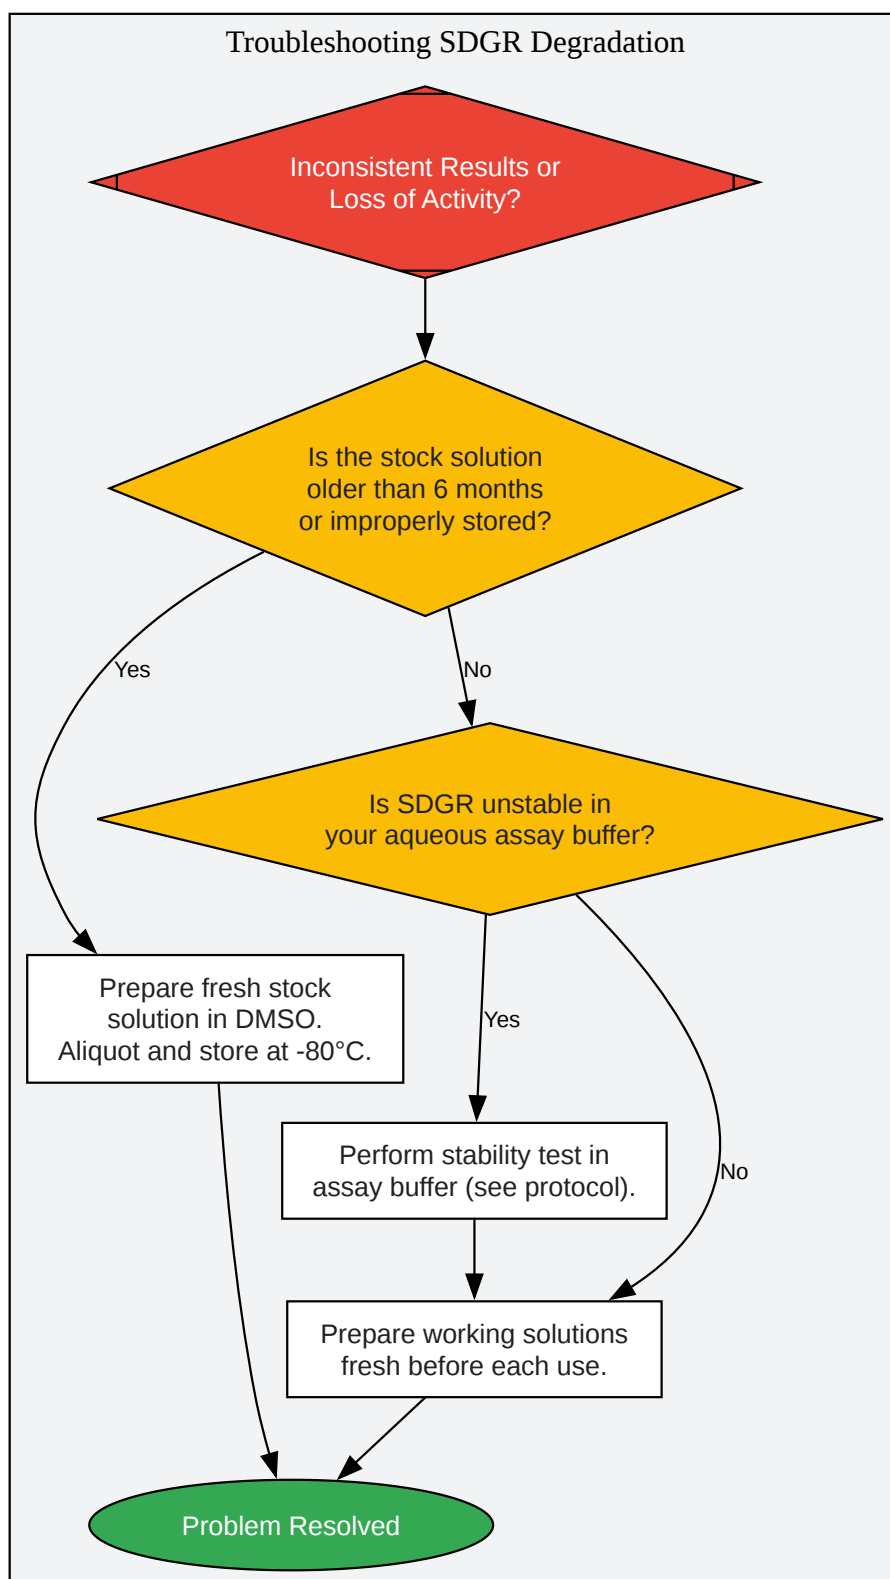 Troubleshooting SDGR Degradation
Inconsistent Results or
Loss of Activity?
Is the stock solution
older than 6 months
or improperly stored?
Yes
No
Is SDGR unstable in
your aqueous assay buffer?
Prepare fresh stock
solution in DMSO.
Aliquot and store at -80°C.
Yes
Perform stability test in
assay buffer (see protocol).
No
Prepare working solutions
fresh before each use.
Problem Resolved